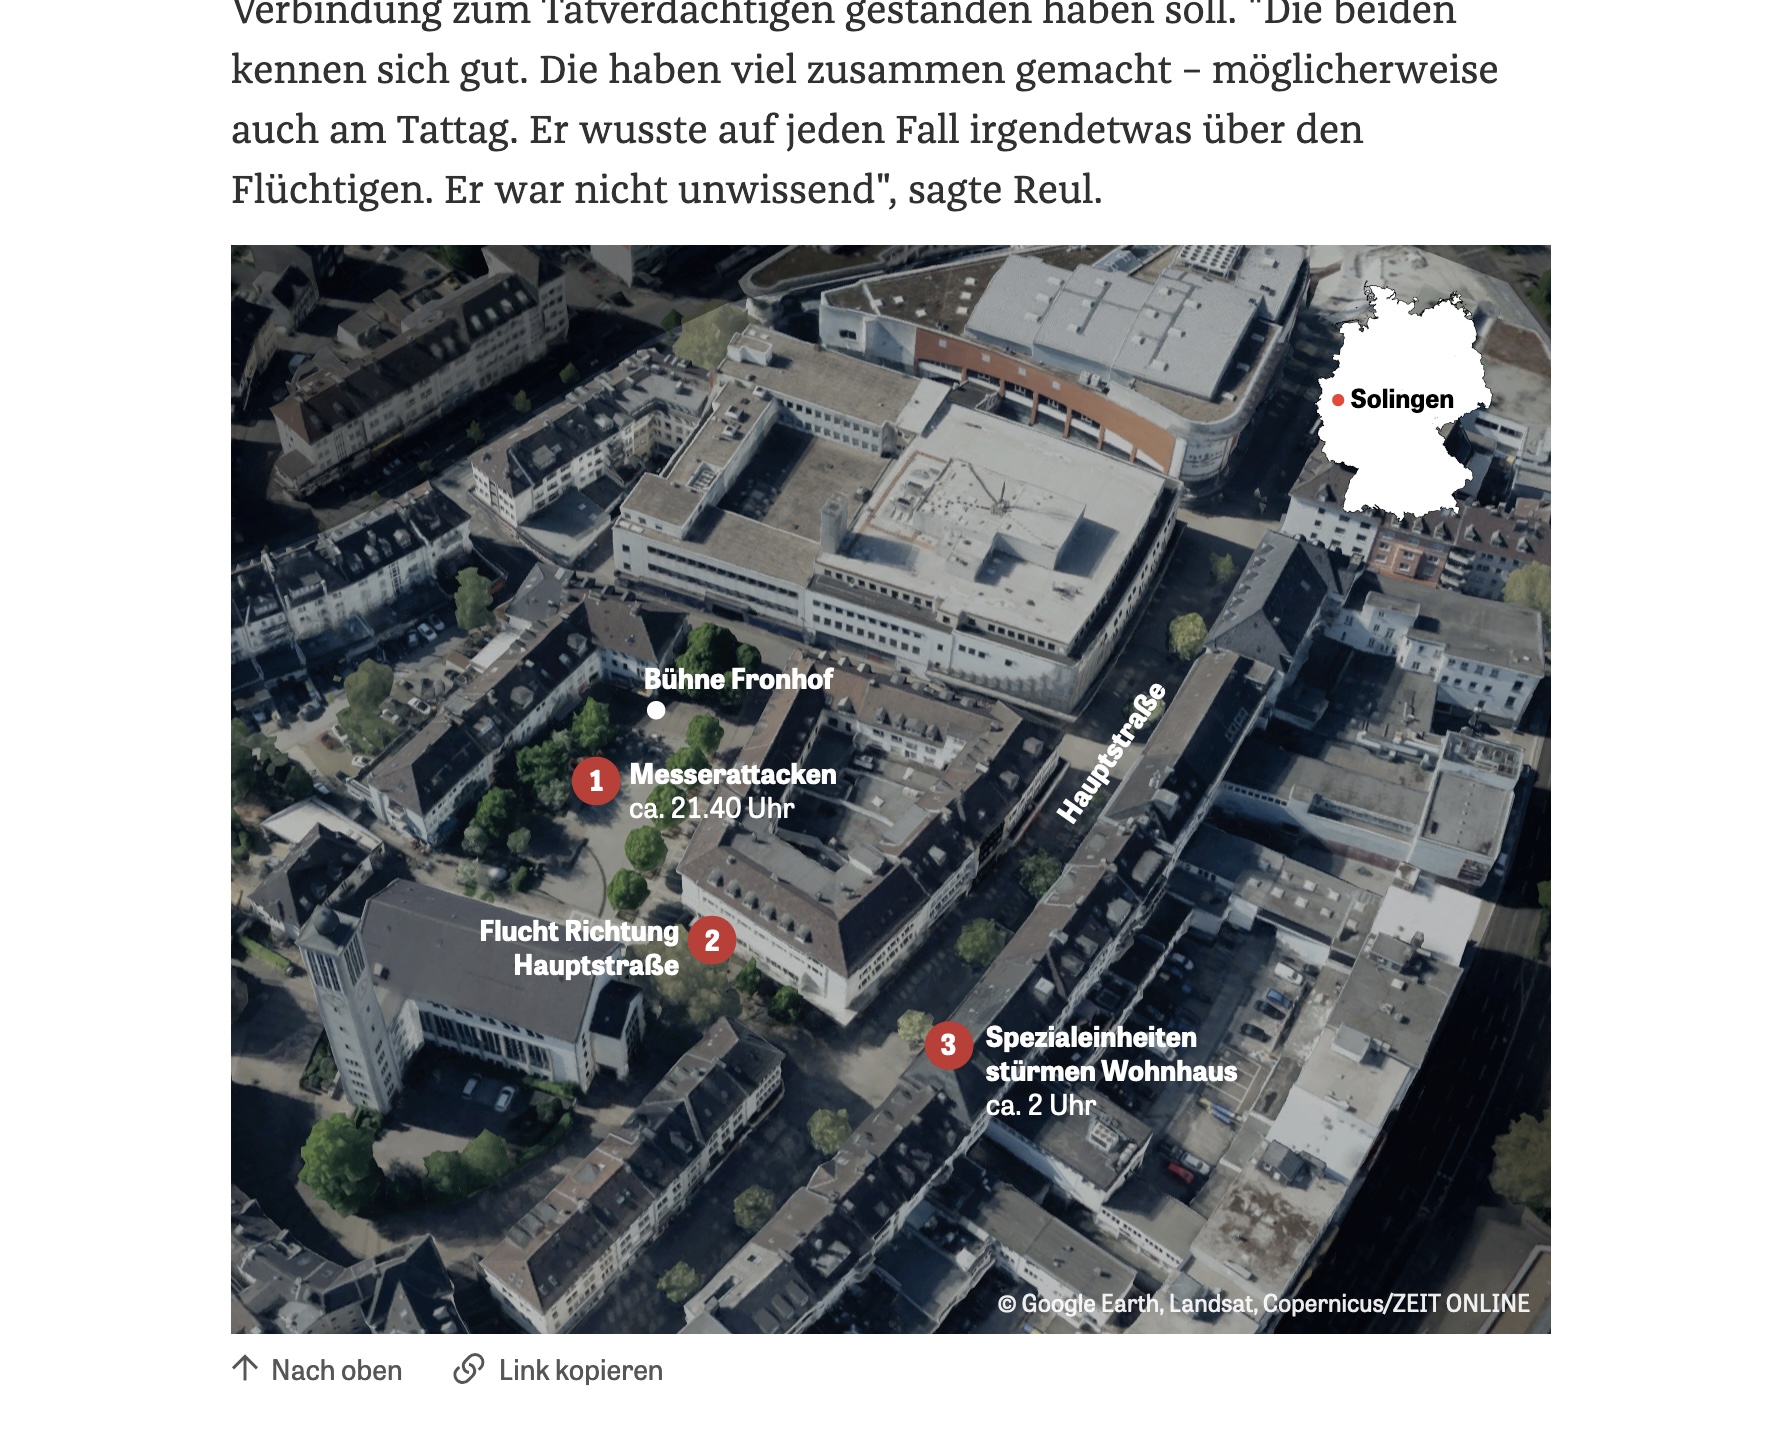 Verbindung zum Tatverdächtigen gestanden haben soll. "Die beiden
kennen sich gut. Die haben viel zusammen gemacht – möglicherweise
auch am Tattag. Er wusste auf jeden Fall irgendetwas über den
Flüchtigen. Er war nicht unwissend", sagte Reul.
Solingen
Bühne Fronhof
Hauptstraße
1 Messerattacken
ca. 21.40 Uhr
Flucht Richtung 2
Hauptstraße
3 Spezialeinheiten
stürmen Wohnhaus
ca. 2 Uhr
© Google Earth, Landsat, Copernicus/ZEIT ONLINE
Nach oben Link kopieren